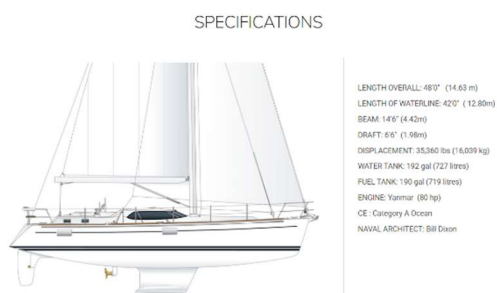 SPECIFICATIONS
LENGTH OVERALL: 48'0" (14.63 m)
LENGTH OF WATERLINE: 42'0" ( 12.80m)
BEAM: 14'6" (4.42m)
DRAFT: 6'6" (1.98m)
DISPLACEMENT: 35,360 lbs (16,039 kg)
WATER TANK: 192 gal (727 litres)
FUEL TANK: 190 gal (719 litres)
ENGINE: Yanmar (80 hp)
CE : Category A Ocean
NAVAL ARCHITECT: Bill Dixon